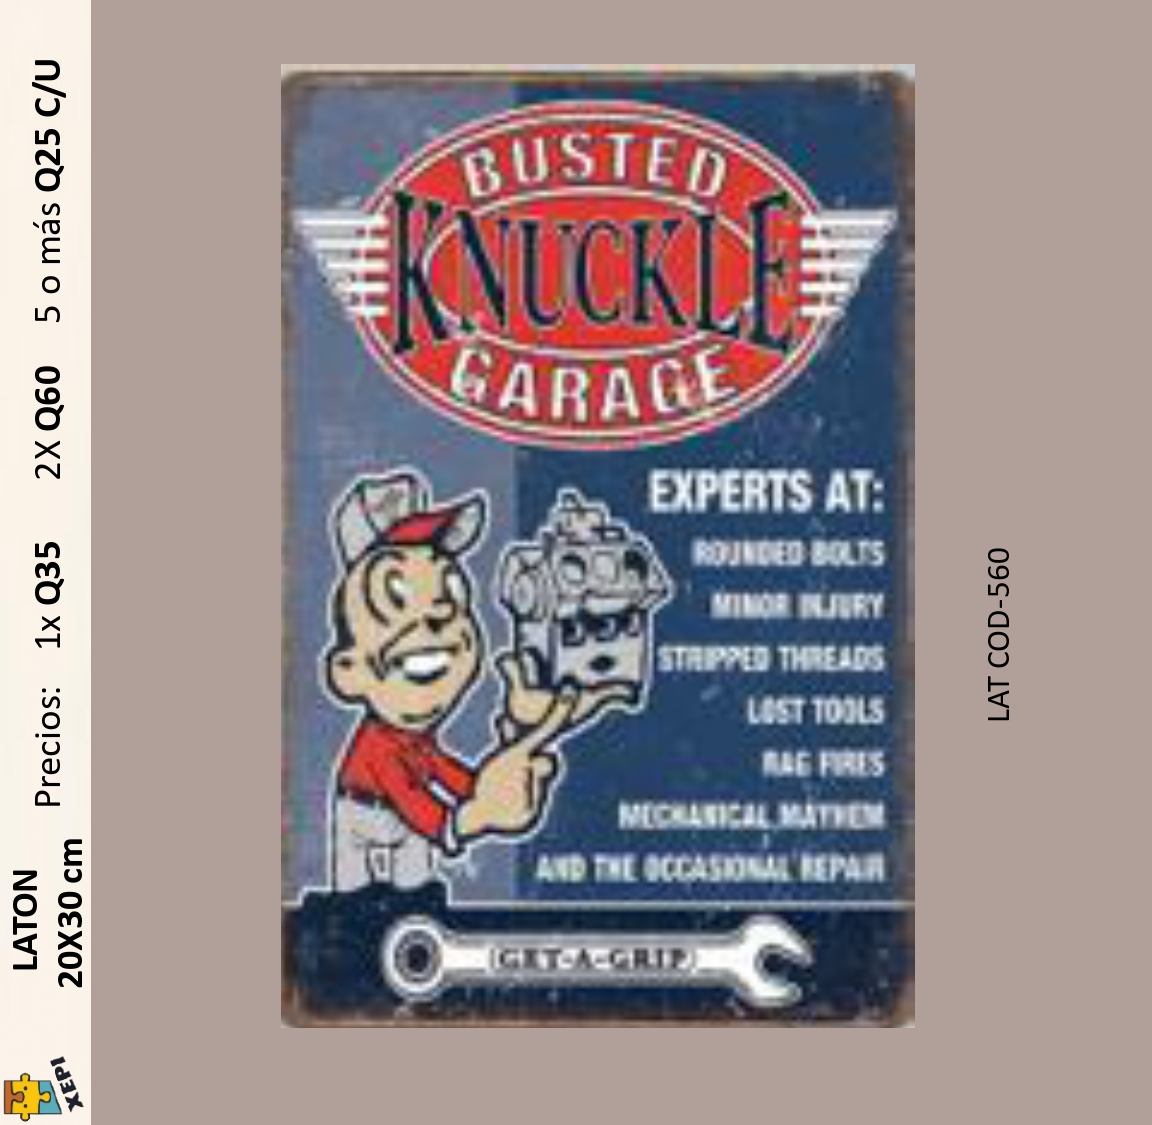 LATON
20X30 cm
Precios: 1x Q35 2X Q60 5 o más Q25 C/U
XEPI
BUSTED
KNUCKLE
GARAGE
EXPERTS AT:
ROUNDED BOLTS
MINOR INJURY
STRIPPED THREADS
LOST TOOLS
RAG FIRES
MECHANICAL MAYHEM
AND THE OCCASIONAL REPAIR
(GET-A-GRIP)
LAT COD-560